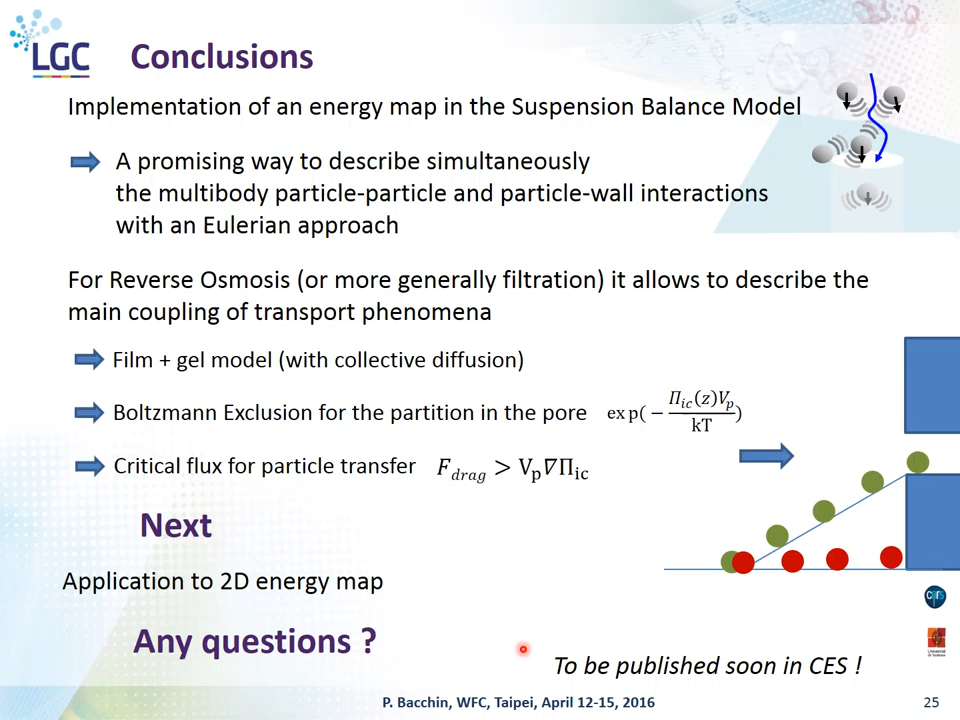 LGC
Conclusions
Implementation of an energy map in the Suspension Balance Model
A promising way to describe simultaneously
the multibody particle-particle and particle-wall interactions
with an Eulerian approach
For Reverse Osmosis (or more generally filtration) it allows to describe the
main coupling of transport phenomena
Film + gel model (with collective diffusion)
Boltzmann Exclusion for the partition in the pore exp(− Π_ic(z)V_p / kT)
Critical flux for particle transfer F_drag > V_p∇Π_ic
Next
Application to 2D energy map
cnrs
Any questions ?
To be published soon in CES !
P. Bacchin, WFC, Taipei, April 12-15, 2016
25